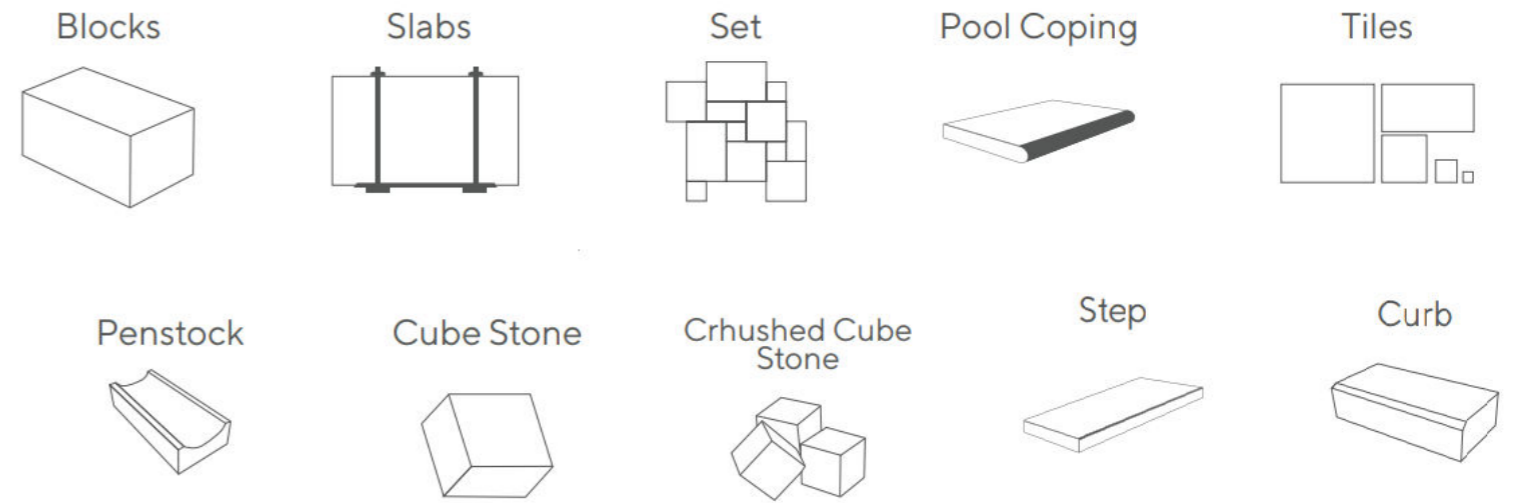 Blocks
Slabs
Set
Pool Coping
Tiles
Penstock
Cube Stone
Crhushed Cube
Stone
Step
Curb